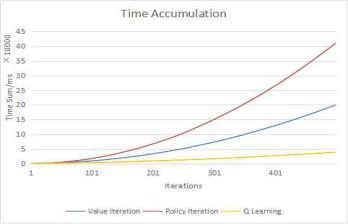 Time Accumulation
Time Sum/ms
×10000
45
40
35
30
25
20
15
10
5
0
1 101 201 301 401
Iterations
Value Iteration Policy Iteration Q Learning